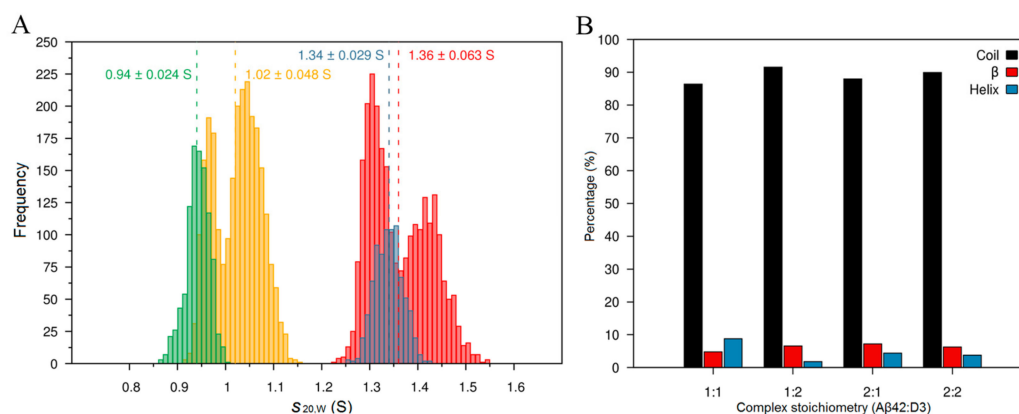 A
250
225
200
175
150
125
100
75
50
25
0
Frequency
0.94 ± 0.024 S
1.02 ± 0.048 S
1.34 ± 0.029 S
1.36 ± 0.063 S
0.8 0.9 1 1.1 1.2 1.3 1.4 1.5 1.6
s20,W (S)
B
100
90
80
70
60
50
40
30
20
10
0
Percentage (%)
Coil
β
Helix
1:1 1:2 2:1 2:2
Complex stoichiometry (Aβ42:D3)